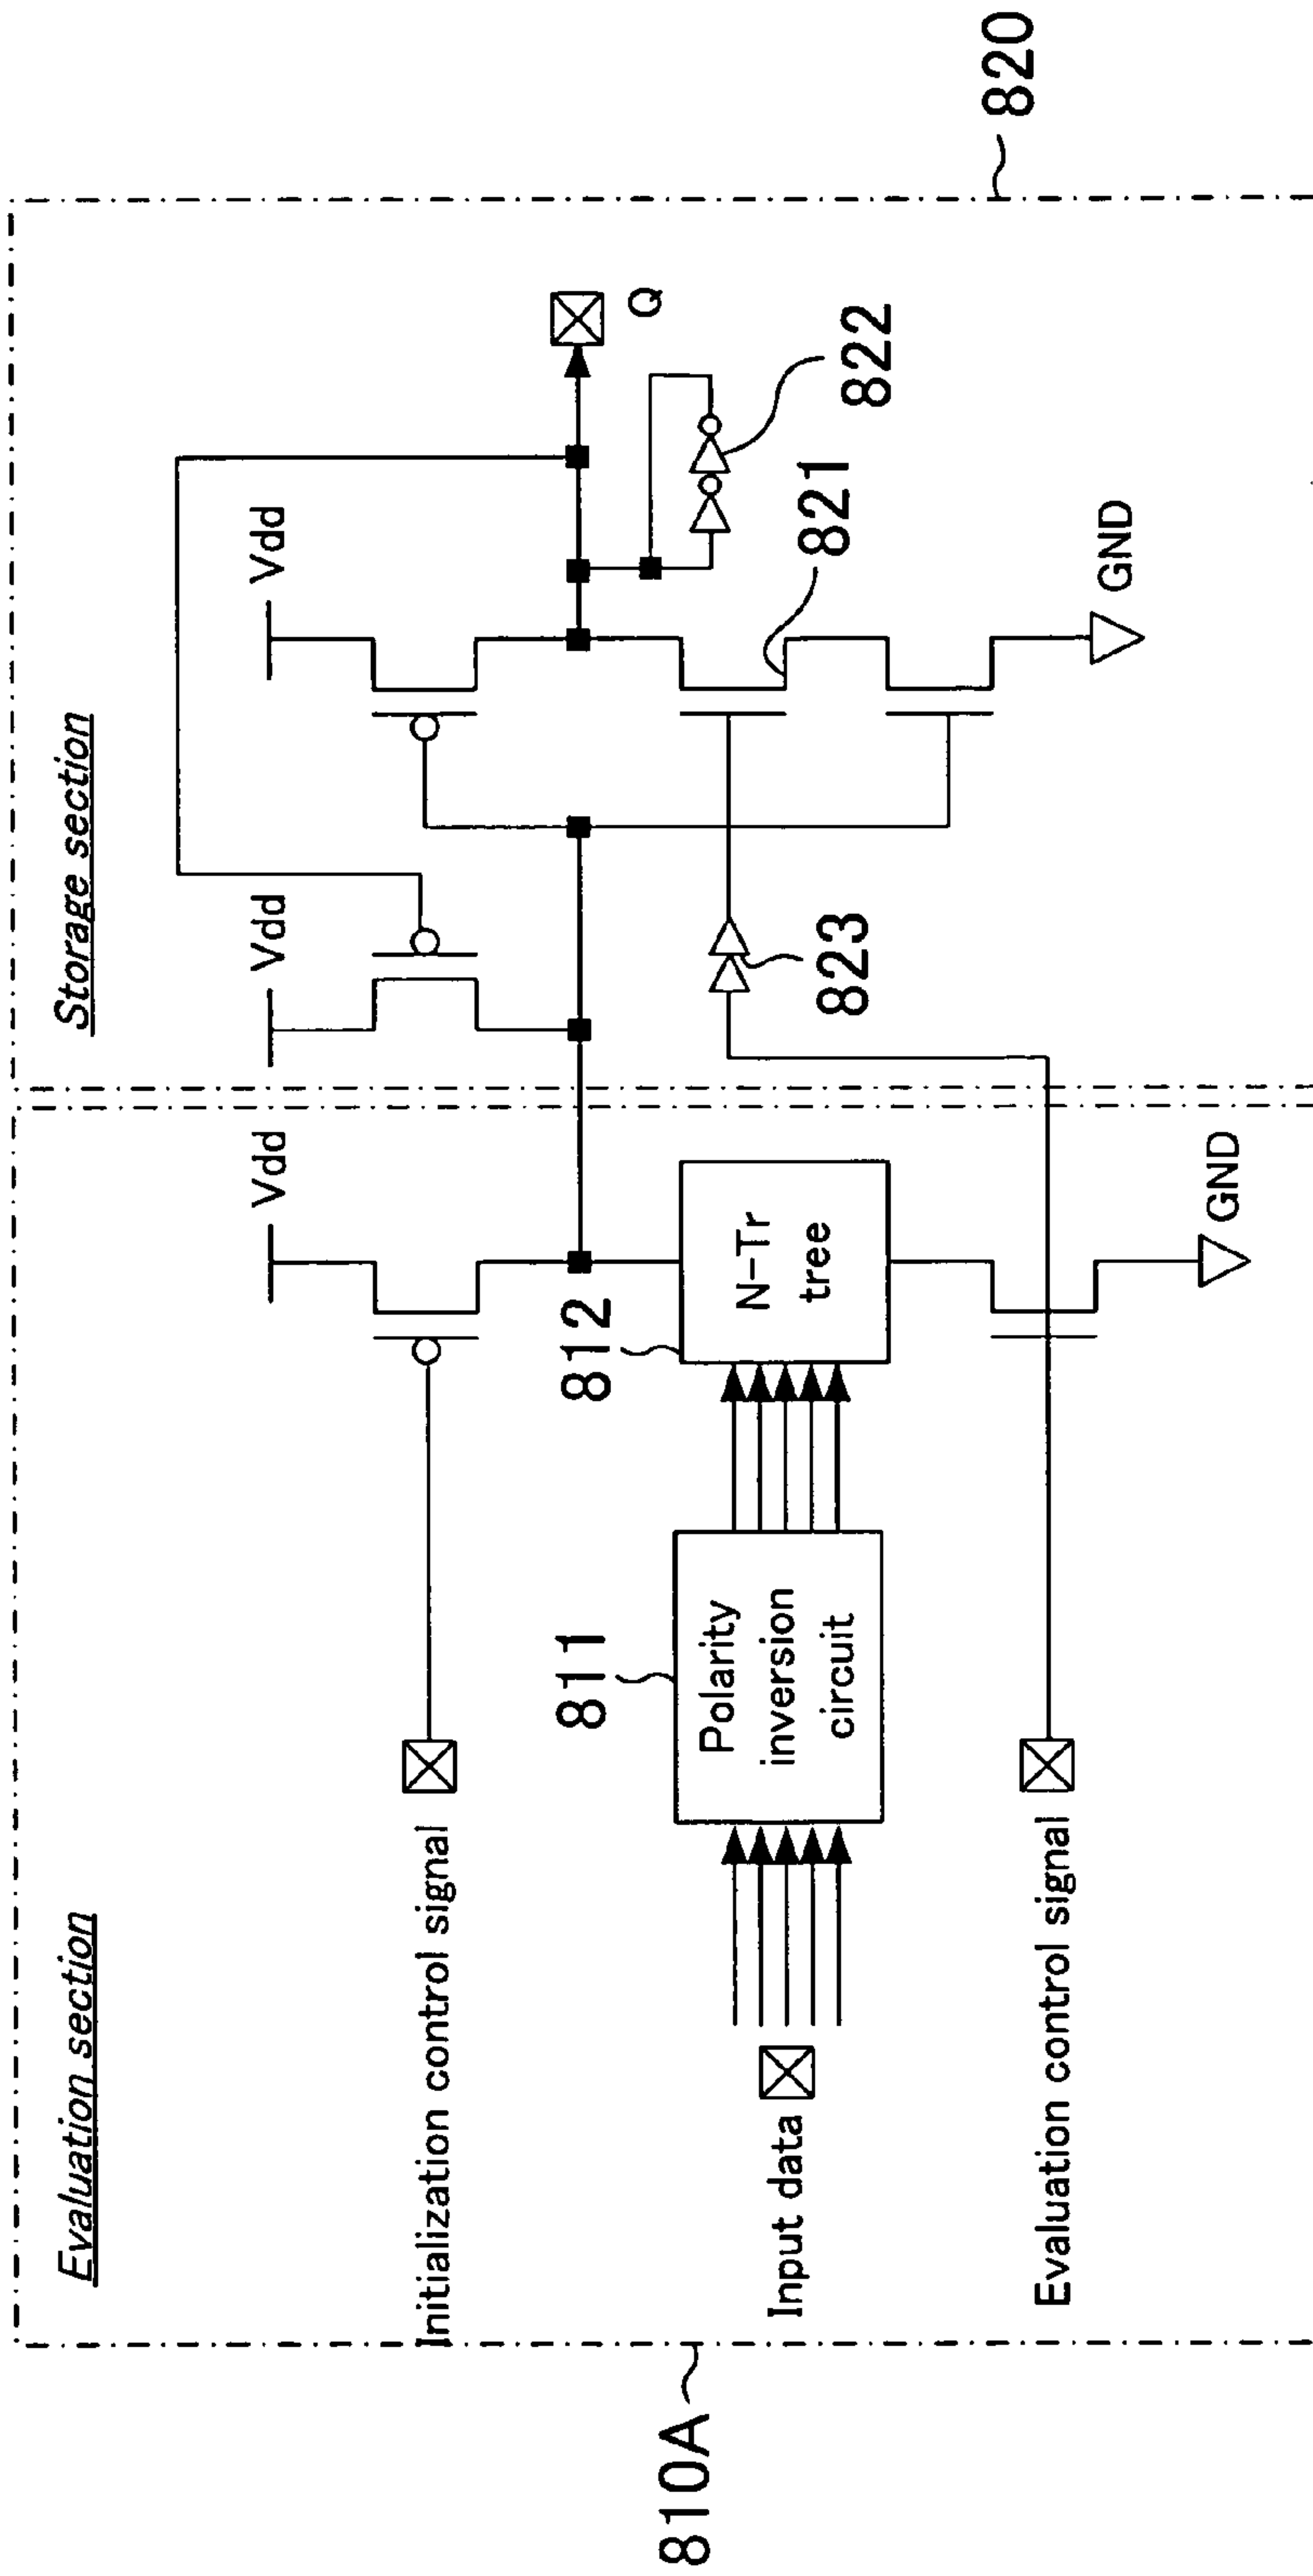 Evaluation section
Storage section
Vdd
Vdd
Vdd
Initialization control signal
812
811
Polarity
inversion
circuit
N-Tr
tree
Q
822
821
823
Input data
Evaluation control signal
GND
GND
810A
820